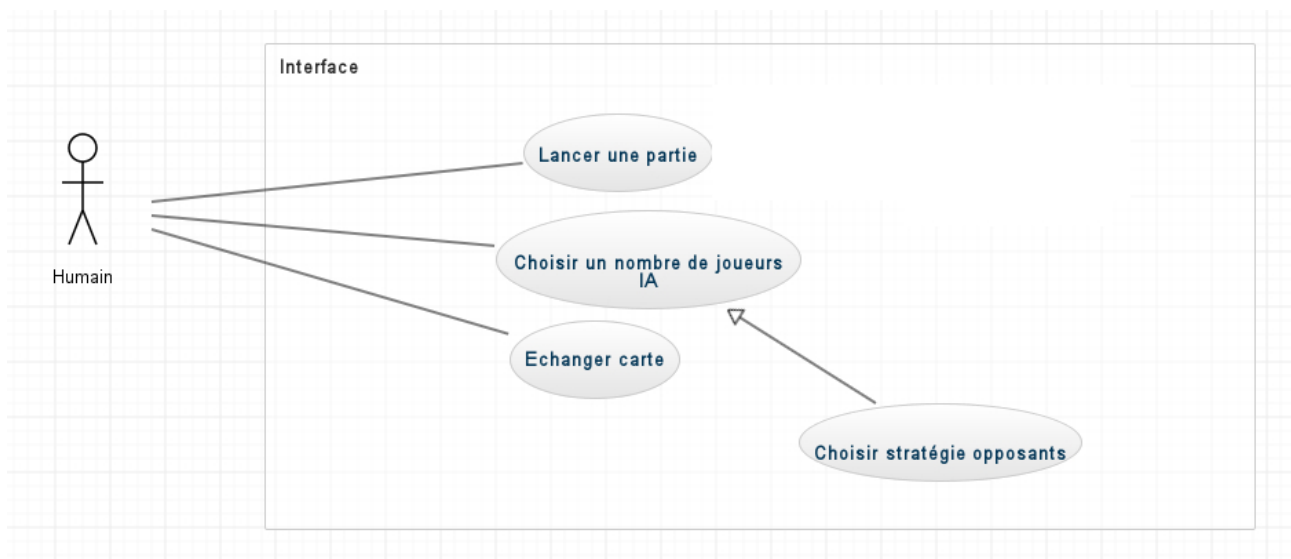 Interface
Lancer une partie
Choisir un nombre de joueurs
IA
Humain
Echanger carte
Choisir stratégie opposants